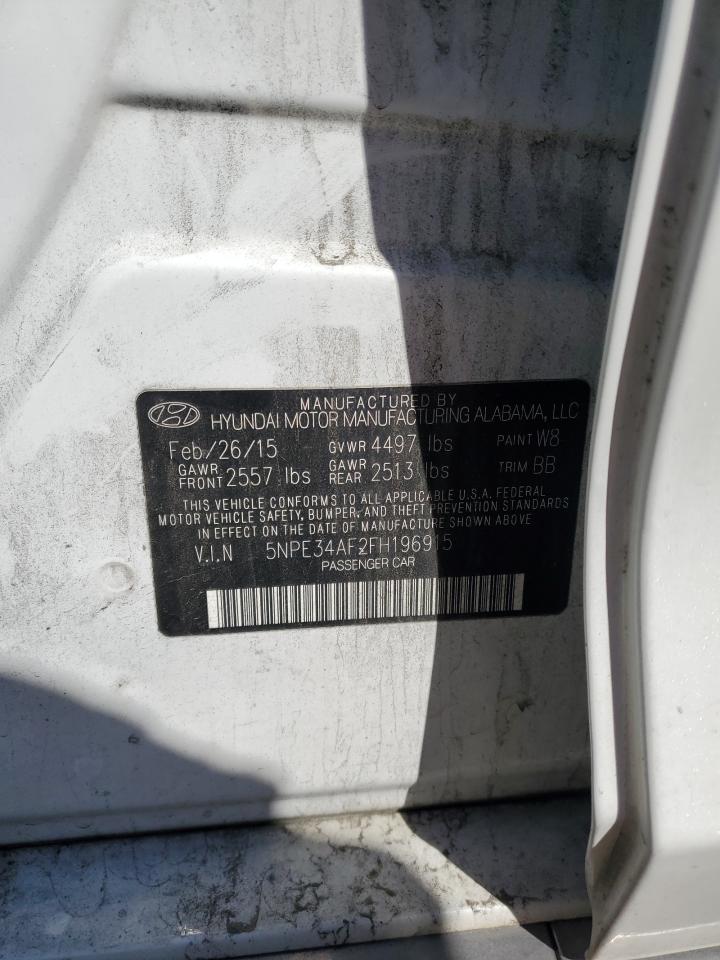 MANUFACTURED BY
HYUNDAI MOTOR MANUFACTURING ALABAMA, LLC
Feb/26/15 GVWR 4497 lbs PAINT W8
GAWR FRONT 2557 lbs GAWR REAR 2513 lbs TRIM BB
THIS VEHICLE CONFORMS TO ALL APPLICABLE U.S.A. FEDERAL
MOTOR VEHICLE SAFETY, BUMPER, AND THEFT PREVENTION STANDARDS
IN EFFECT ON THE DATE OF MANUFACTURE SHOWN ABOVE
V.I.N 5NPE34AF2FH196915
PASSENGER CAR